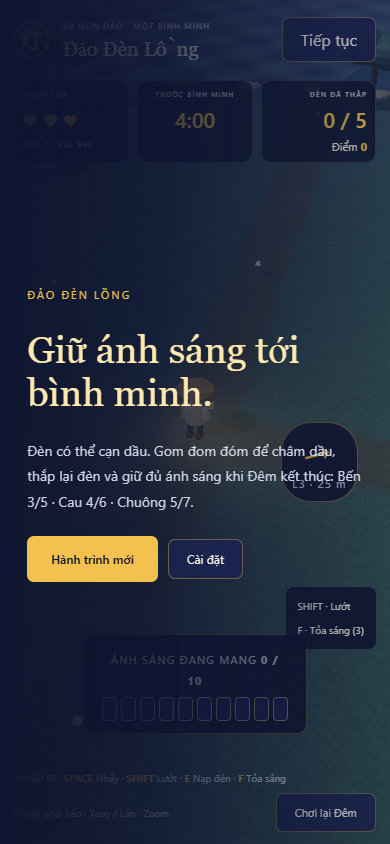 BA HÒN ĐẢO · MỘT BÌNH MINH
Đảo Đèn Lồng
Tiếp tục
TRƯỚC BÌNH MINH
4:00
ĐÈN ĐÃ THẮP
0 / 5
Điểm 0
ĐẢO ĐÈN LỒNG
Giữ ánh sáng tới
bình minh.
Đèn có thể cạn dầu. Gom đom đóm để châm dầu,
thắp lại đèn và giữ đủ ánh sáng khi Đêm kết thúc: Bến
3/5 · Cau 4/6 · Chuông 5/7.
L3 · 25 m
Hành trình mới
Cài đặt
SHIFT · Lướt
F · Tỏa sáng (3)
ÁNH SÁNG ĐANG MANG 0 /
10
WASD Đi · SPACE Nhảy · SHIFT Lướt · E Nạp đèn · F Tỏa sáng
Chuột phải kéo · Xoay / Lăn · Zoom
Chơi lại Đêm